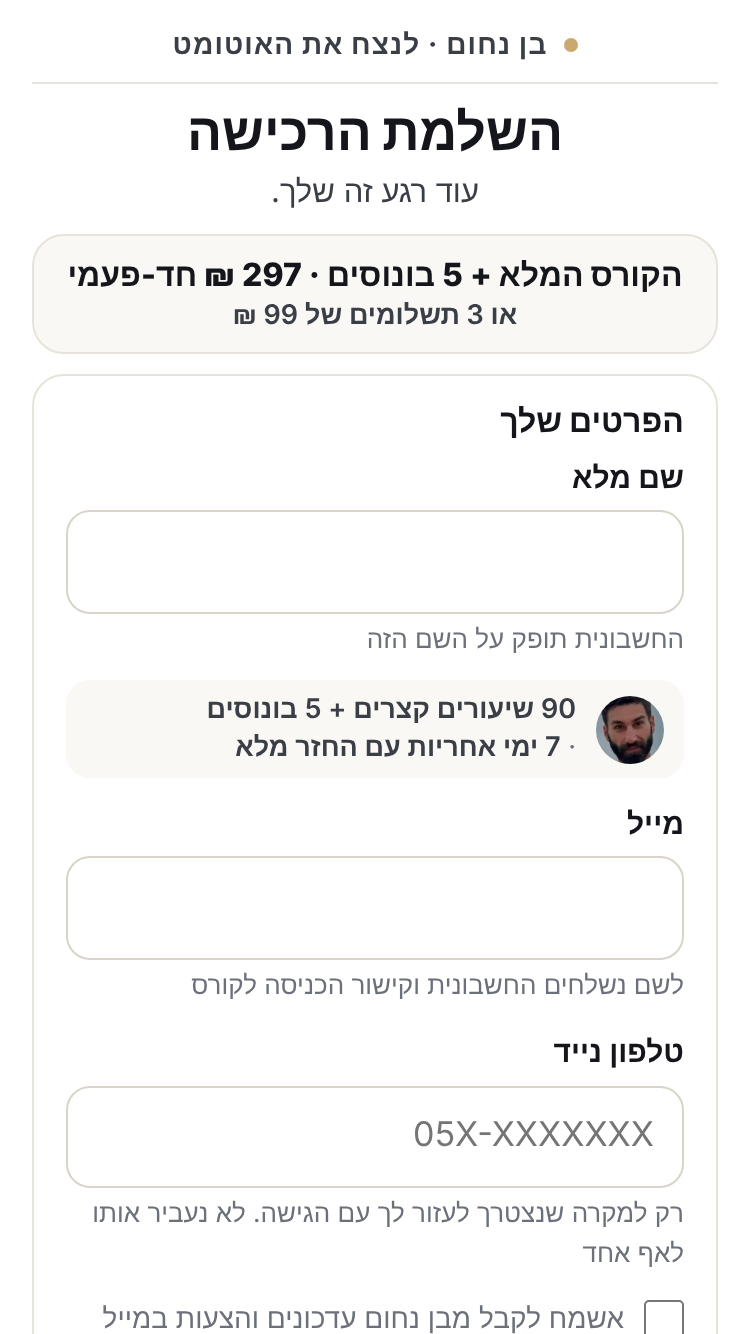 בן נחום · לנצח את האוטומט
השלמת הרכישה
עוד רגע זה שלך.
הקורס המלא + 5 בונוסים · 297 ₪ חד-פעמי
או 3 תשלומים של 99 ₪
הפרטים שלך
שם מלא
החשבונית תופק על השם הזה
90 שיעורים קצרים + 5 בונוסים
· 7 ימי אחריות עם החזר מלא
מייל
לשם נשלחים החשבונית וקישור הכניסה לקורס
טלפון נייד
05X-XXXXXXX
רק למקרה שנצטרך לעזור לך עם הגישה. לא נעביר אותו
לאף אחד
אשמח לקבל מבן נחום עדכונים והצעות במייל